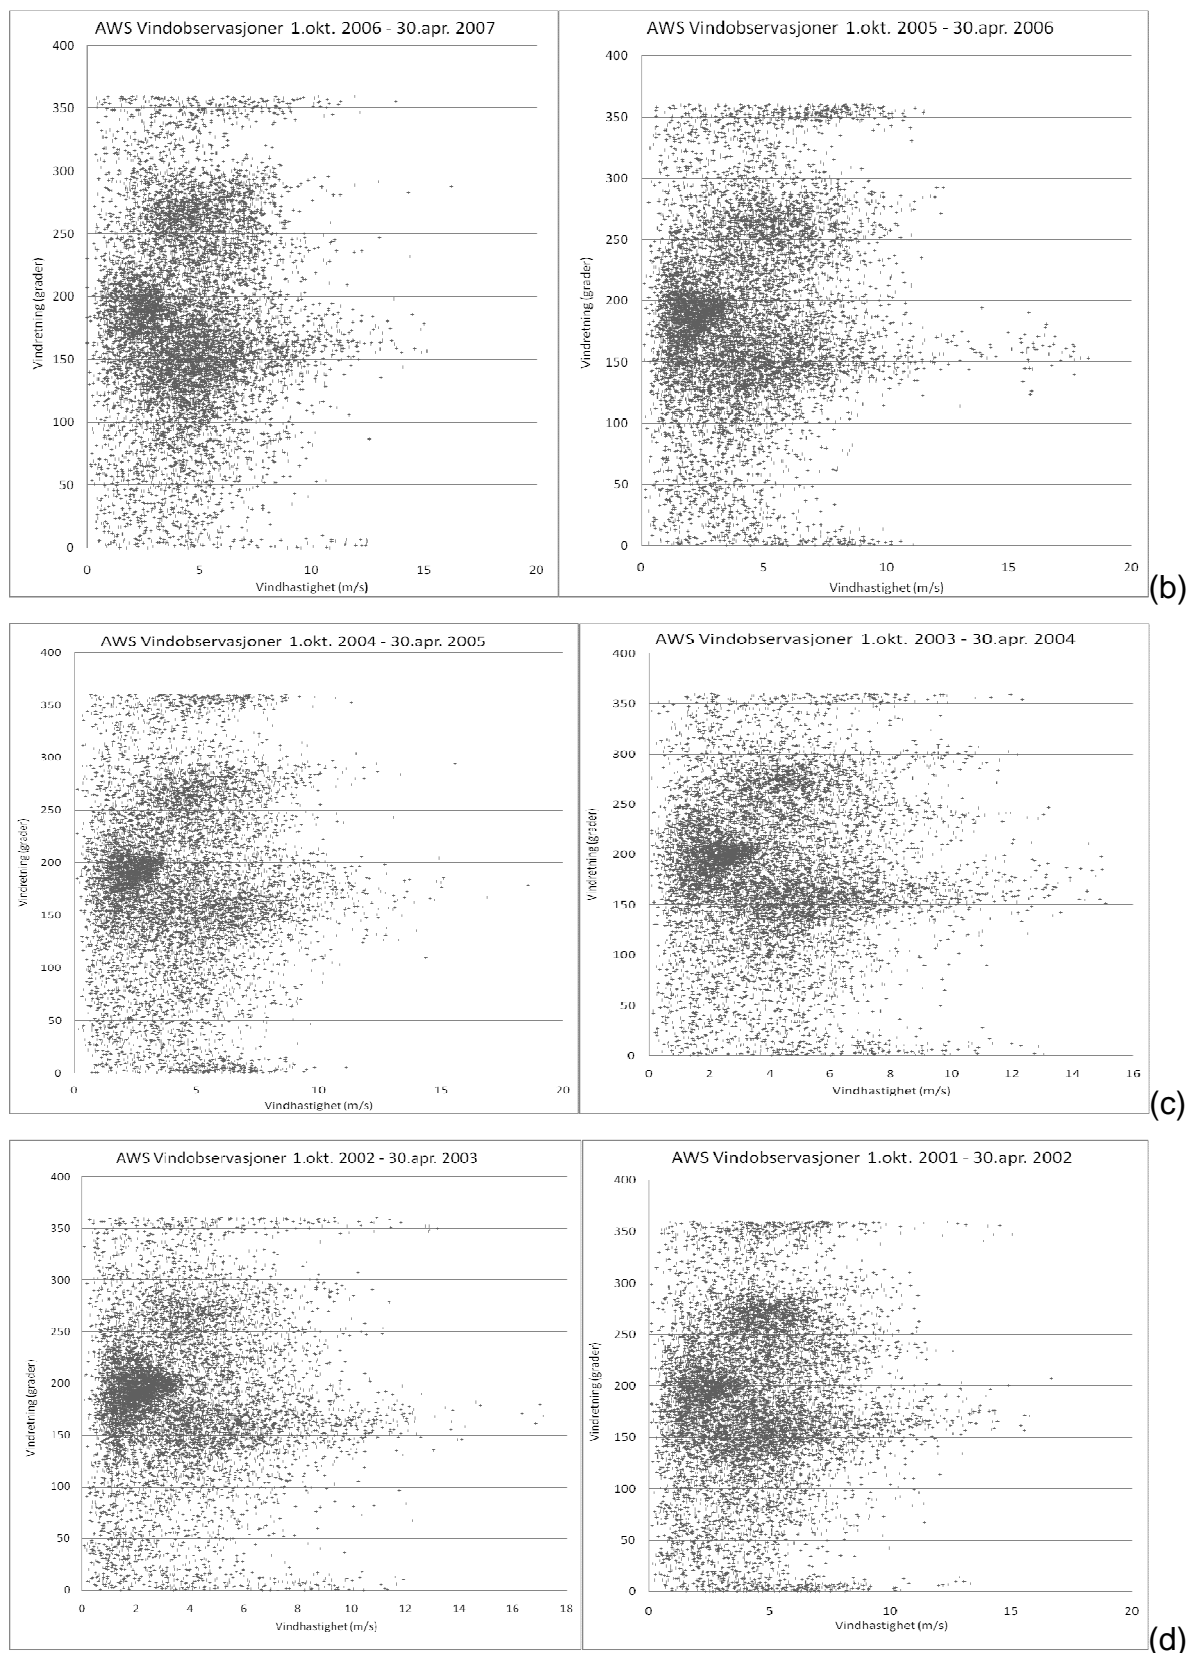 AWS Vindobservasjoner 1.okt. 2006 - 30.apr. 2007
400
350
300
250
200
150
100
50
0
Vindretning (grader)
0 5 10 15 20
Vindhastighet (m/s)
AWS Vindobservasjoner 1.okt. 2005 - 30.apr. 2006
400
350
300
250
200
150
100
50
0
Vindretning (grader)
0 5 10 15 20
Vindhastighet (m/s)
(b)
AWS Vindobservasjoner 1.okt. 2004 - 30.apr. 2005
400
350
300
250
200
150
100
50
0
Vindretning (grader)
0 5 10 15 20
Vindhastighet (m/s)
AWS Vindobservasjoner 1.okt. 2003 - 30.apr. 2004
400
350
300
250
200
150
100
50
0
Vindretning (grader)
0 2 4 6 8 10 12 14 16
Vindhastighet (m/s)
(c)
AWS Vindobservasjoner 1.okt. 2002 - 30.apr. 2003
400
350
300
250
200
150
100
50
0
Vindretning (grader)
0 2 4 6 8 10 12 14 16 18
Vindhastighet (m/s)
AWS Vindobservasjoner 1.okt. 2001 - 30.apr. 2002
400
350
300
250
200
150
100
50
0
Vindretning (grader)
0 5 10 15 20
Vindhastighet (m/s)
(d)